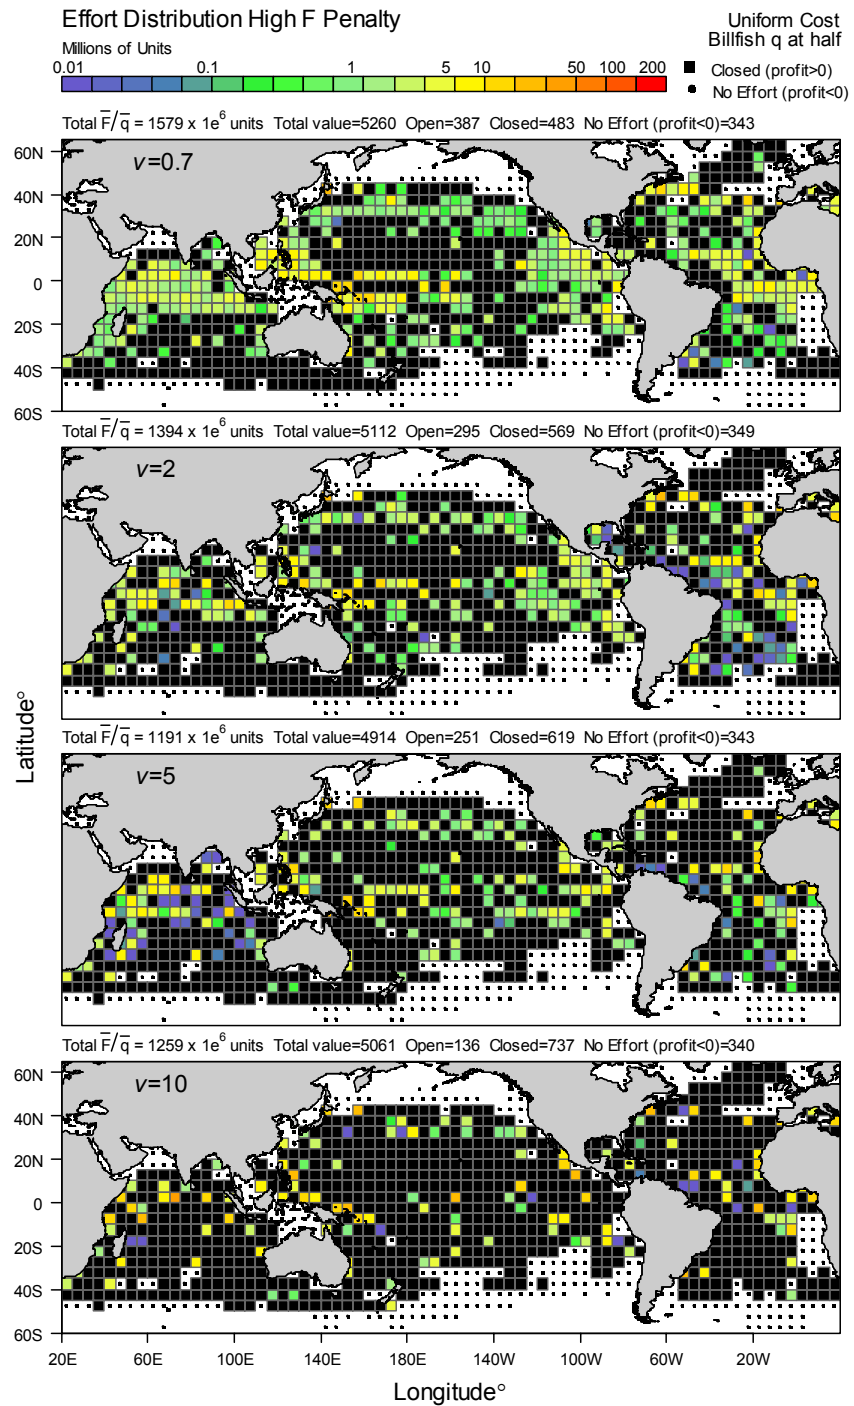 Effort Distribution High F Penalty
Uniform Cost
Billfish q at half
Millions of Units
0.01 0.1 1 5 10 50 100 200
Closed (profit>0)
No Effort (profit<0)
Total F/q = 1579 x 1e⁶ units Total value=5260 Open=387 Closed=483 No Effort (profit<0)=343
v=0.7
60N
40N
20N
0
20S
40S
60S
Total F/q = 1394 x 1e⁶ units Total value=5112 Open=295 Closed=569 No Effort (profit<0)=349
v=2
Total F/q = 1191 x 1e⁶ units Total value=4914 Open=251 Closed=619 No Effort (profit<0)=343
v=5
Latitude°
Total F/q = 1259 x 1e⁶ units Total value=5061 Open=136 Closed=737 No Effort (profit<0)=340
v=10
60N
40N
20N
0
20S
40S
60S
20E 60E 100E 140E 180E 140W 100W 60W 20W
Longitude°